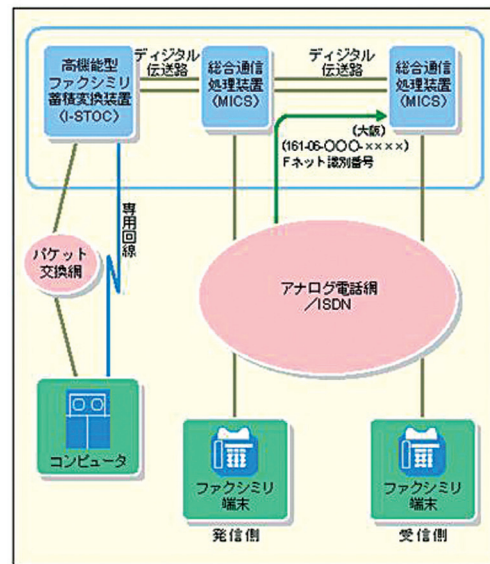 高機能型
ファクシミリ
蓄積変換装置
〈I-STOC〉
ディジタル
伝送路
総合通信
処理装置
〈MICS〉
ディジタル
伝送路
総合通信
処理装置
〈MICS〉
(大阪)
(161-06-〇〇〇-××××)
Fネット識別番号
専用回線
パケット
交換網
アナログ電話網
／ISDN
コンピュータ
ファクシミリ
端末
発信側
ファクシミリ
端末
受信側